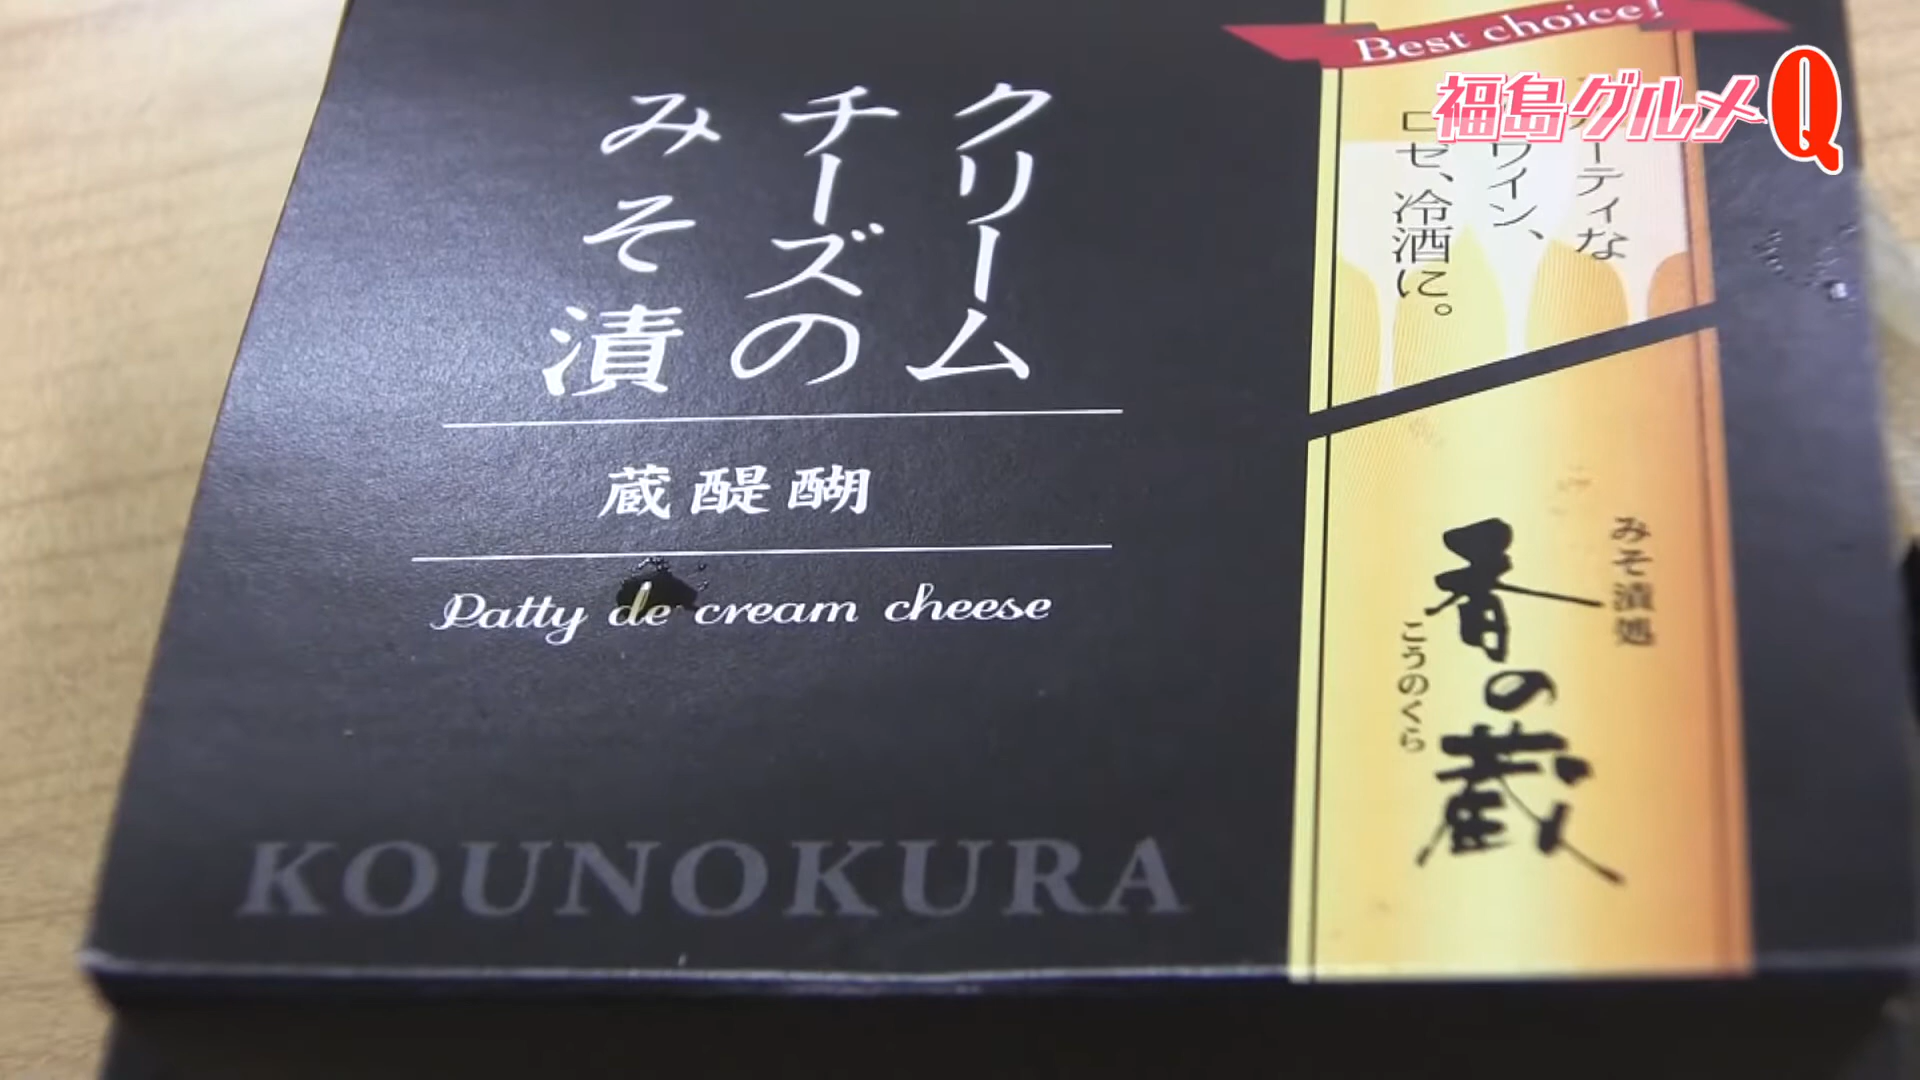 クリーム
チーズの
みそ漬
蔵醍醐
Patty de cream cheese
KOUNOKURA
Best choice!
福島グルメQ
ーティな
ワイン、
ロゼ、冷酒に。
みそ漬処
香の蔵
こうのくら